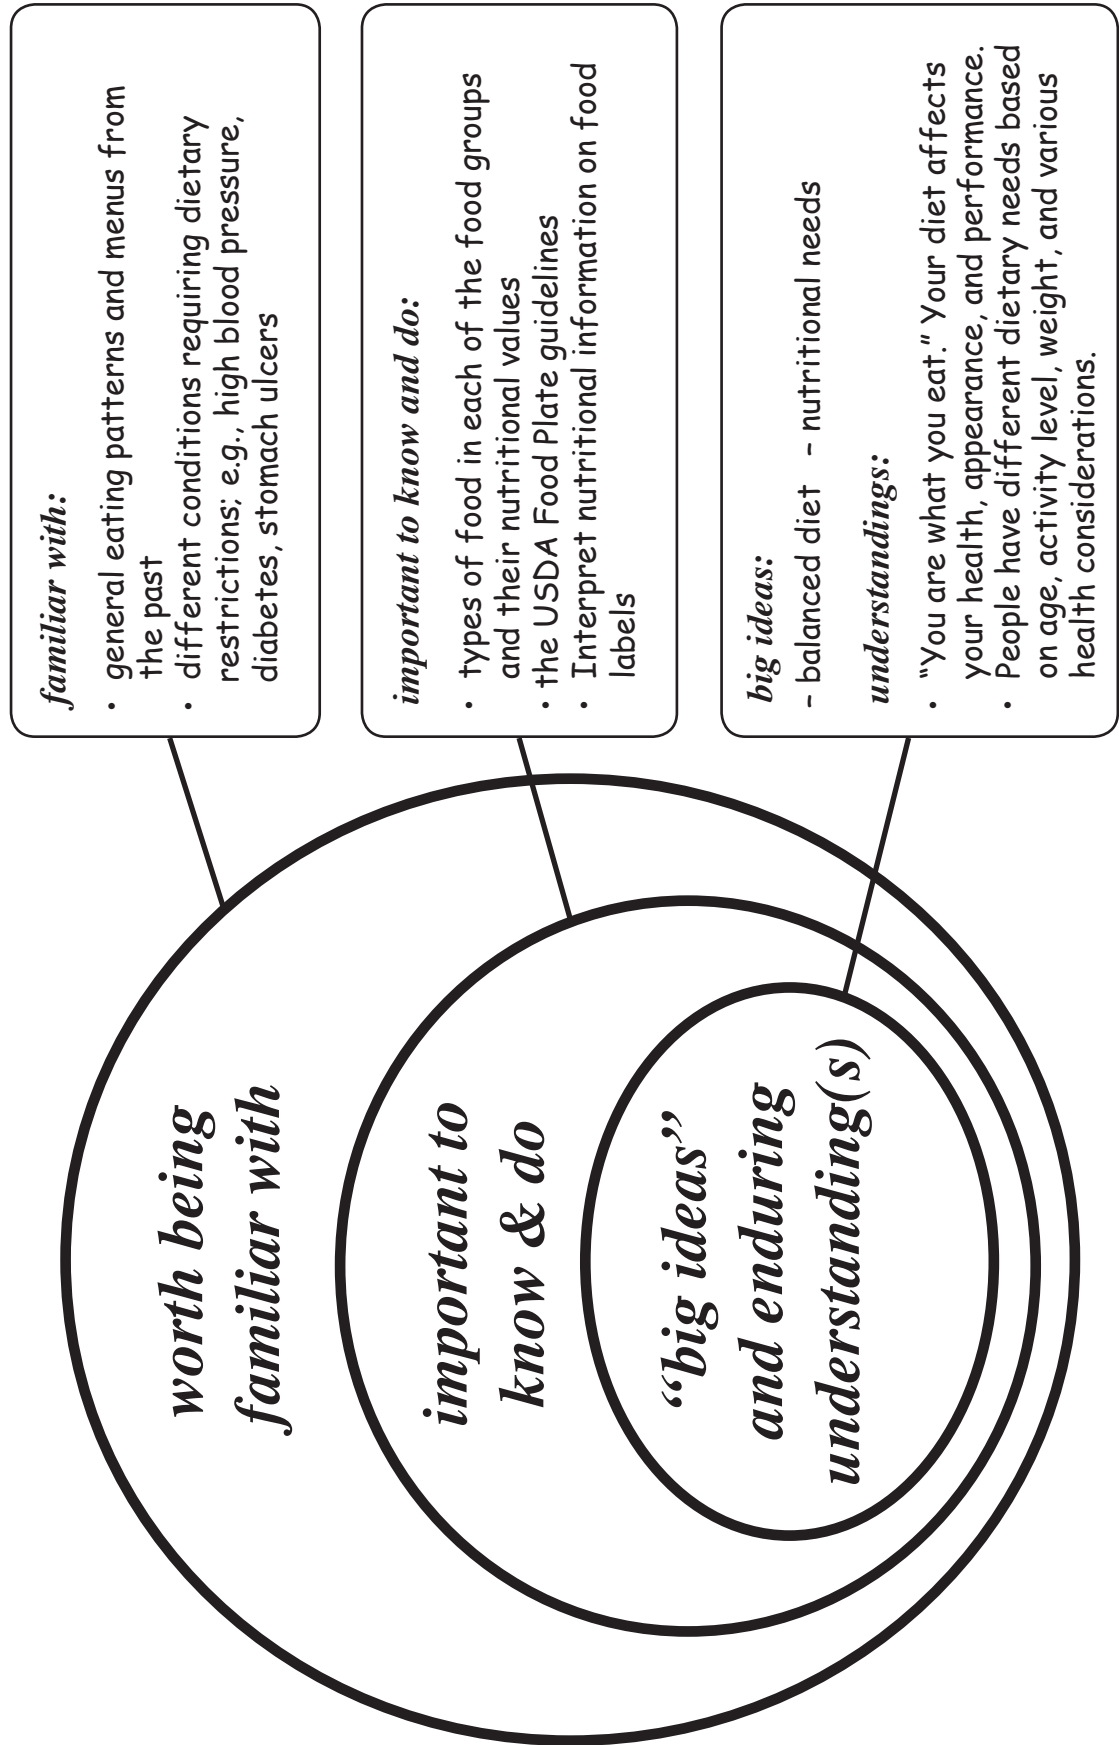 worth being
familiar with
important to
know & do
“big ideas”
and enduring
understanding(s)
familiar with:
• general eating patterns and menus from
the past
• different conditions requiring dietary
restrictions; e.g., high blood pressure,
diabetes, stomach ulcers
important to know and do:
• types of food in each of the food groups
and their nutritional values
• the USDA Food Plate guidelines
• Interpret nutritional information on food
labels
big ideas:
– balanced diet – nutritional needs
understandings:
• “You are what you eat.” Your diet affects
your health, appearance, and performance.
• People have different dietary needs based
on age, activity level, weight, and various
health considerations.